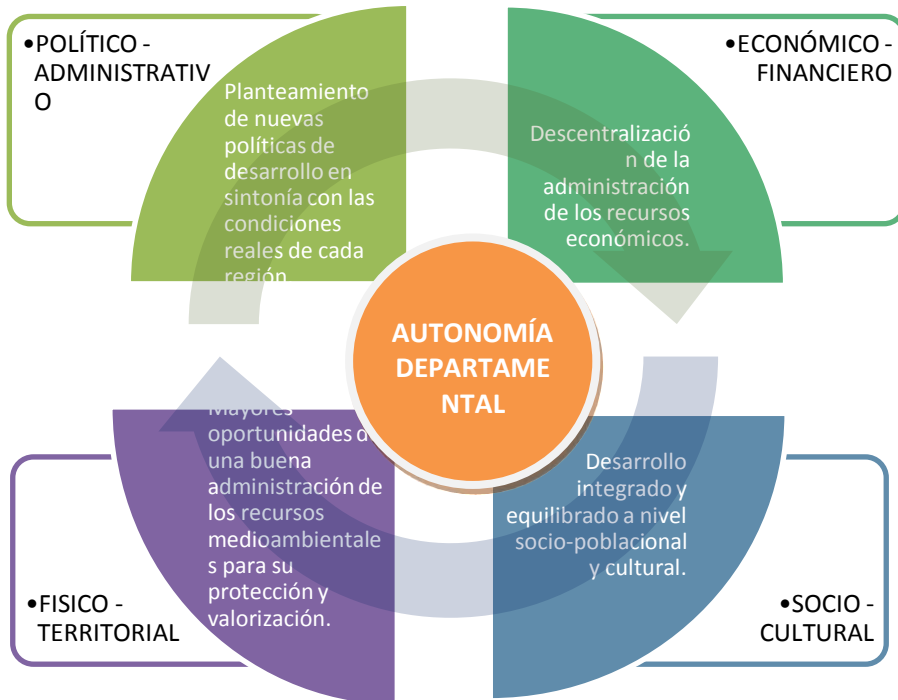 •POLÍTICO -
ADMINISTRATIV
O
Planteamiento
de nuevas
políticas de
desarrollo en
sintonía con las
condiciones
reales de cada
región
•ECONÓMICO -
FINANCIERO
Descentralizació
n de la
administración
de los recursos
económicos.
AUTONOMÍA
DEPARTAME
NTAL
Mayores
oportunidades d
una buena
administración de
los recursos
medioambientale
s para su
protección y
valorización.
•FISICO -
TERRITORIAL
Desarrollo
integrado y
equilibrado a nivel
socio-poblacional
y cultural.
•SOCIO -
CULTURAL